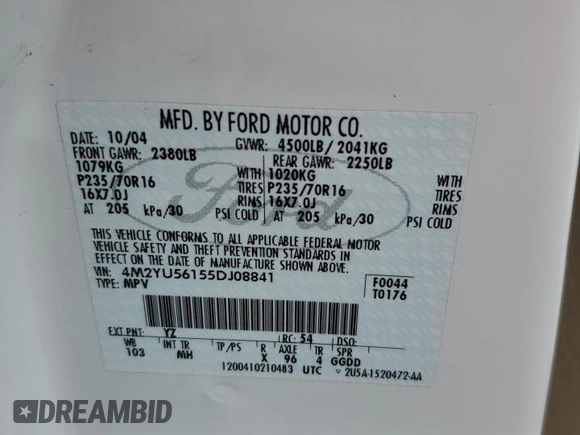 MFD. BY FORD MOTOR CO.
DATE: 10/04 GVWR: 4500LB/ 2041KG
FRONT GAWR: 2380LB REAR GAWR: 2250LB
1079KG WITH 1020KG WITH
P235/70R16 TIRES P235/70R16 TIRES
16X7.0J RIMS 16X7.0J RIMS
AT 205 kPa/30 PSI COLD AT 205 kPa/30 PSI COLD
THIS VEHICLE CONFORMS TO ALL APPLICABLE FEDERAL MOTOR
VEHICLE SAFETY AND THEFT PREVENTION STANDARDS IN
EFFECT ON THE DATE OF MANUFACTURE SHOWN ABOVE.
VIN: 4M2YU56155DJ08841 F0044
TYPE: MPV T0176
EXT PNT: YZ RC: 54 DSO:
WB INT TR TP/PS R AXLE TR SPR
103 MH X 96 4 GGDD
1200410210483 UTC V 2U5A-1520472-AA
Ford
DREAMBID
DREAMBID